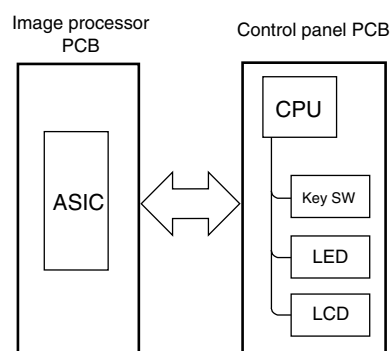 Image processor
PCB
Control panel PCB
CPU
ASIC
Key SW
LED
LCD